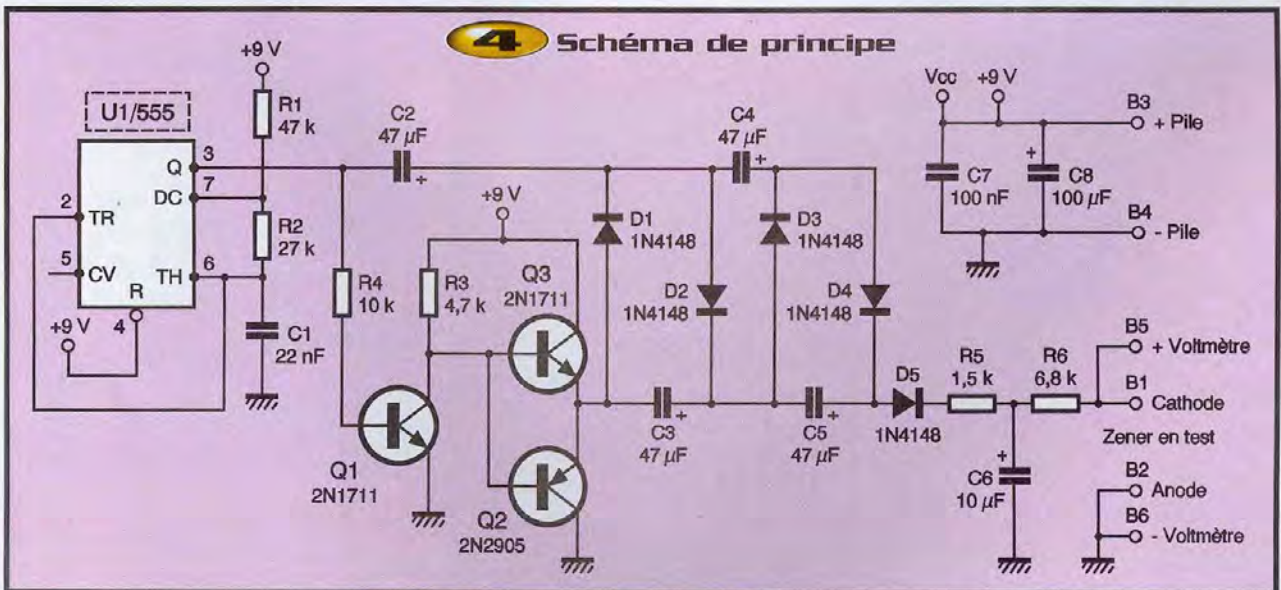 4 Schéma de principe
+9 V
U1/555
R1
47 k
3
Q
7
DC
2
TR
R2
27 k
5
CV
TH
6
R
+9 V
4
C1
22 nF
C2
47 µF
+
R4
10 k
+9 V
R3
4,7 k
Q3
2N1711
Q1
2N1711
Q2
2N2905
D1
1N4148
D2
1N4148
C3
47 µF
+
C4
47 µF
+
D3
1N4148
D4
1N4148
C5
47 µF
+
D5
1N4148
R5
1,5 k
R6
6,8 k
+
C6
10 µF
Vcc
+9 V
C7
100 nF
+
C8
100 µF
B3
+ Pile
B4
- Pile
B5
+ Voltmètre
B1
Cathode
Zener en test
B2
Anode
B6
- Voltmètre